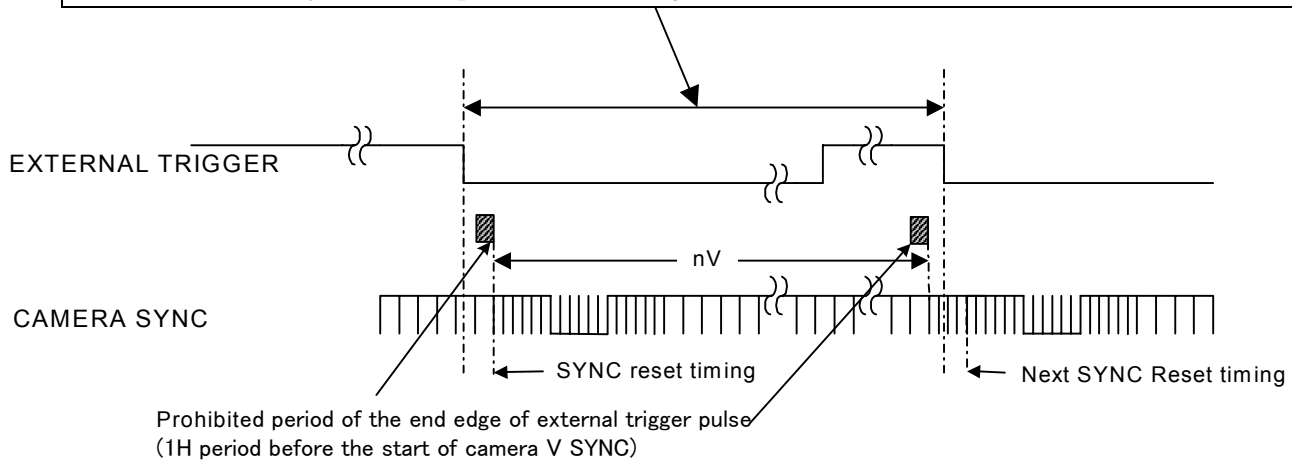 EXTERNAL TRIGGER
nV
CAMERA SYNC
SYNC reset timing
Next SYNC Reset timing
Prohibited period of the end edge of external trigger pulse
(1H period before the start of camera V SYNC)